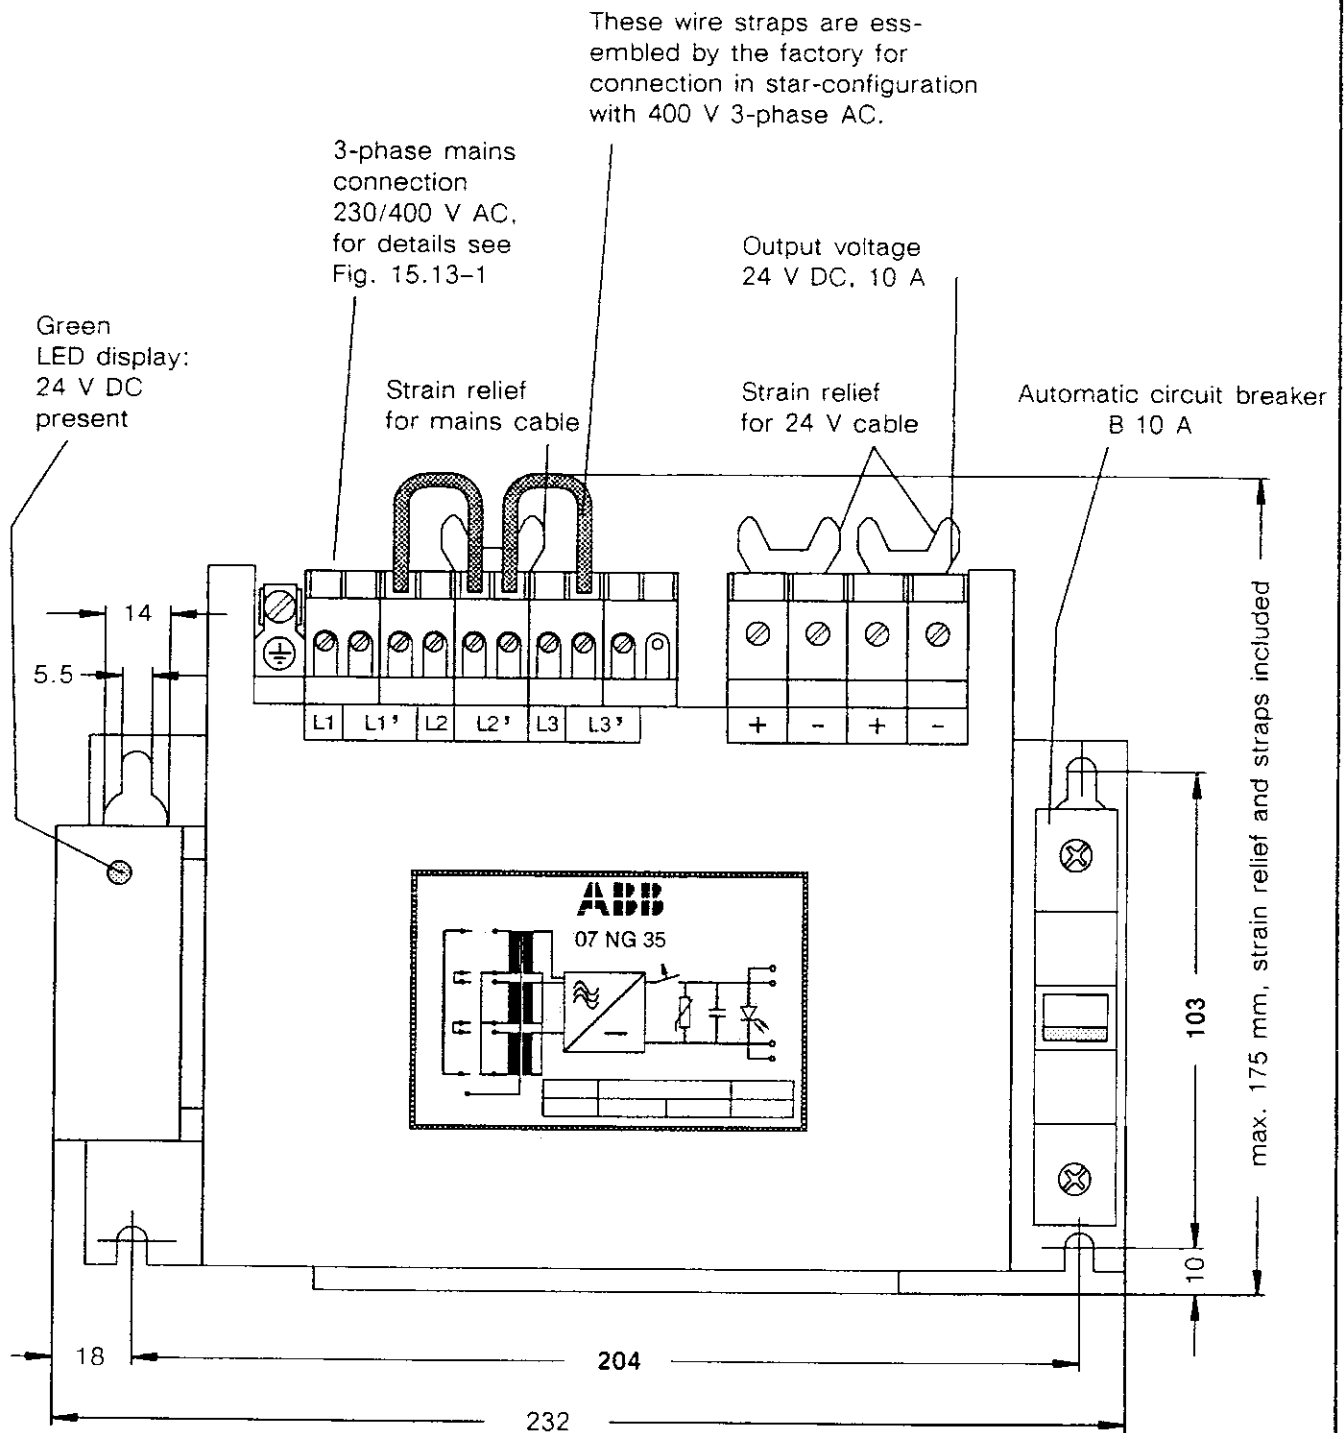 These wire straps are ess-
embled by the factory for
connection in star-configuration
with 400 V 3-phase AC.
3-phase mains
connection
230/400 V AC,
for details see
Fig. 15.13-1
Output voltage
24 V DC, 10 A
Green
LED display:
24 V DC
present
Strain relief
for mains cable
Strain relief
for 24 V cable
Automatic circuit breaker
B 10 A
14
5.5
L1 L1' L2 L2' L3 L3'
+ - + -
ABB
07 NG 35
103
max. 175 mm, strain relief and straps included
10
18
204
232